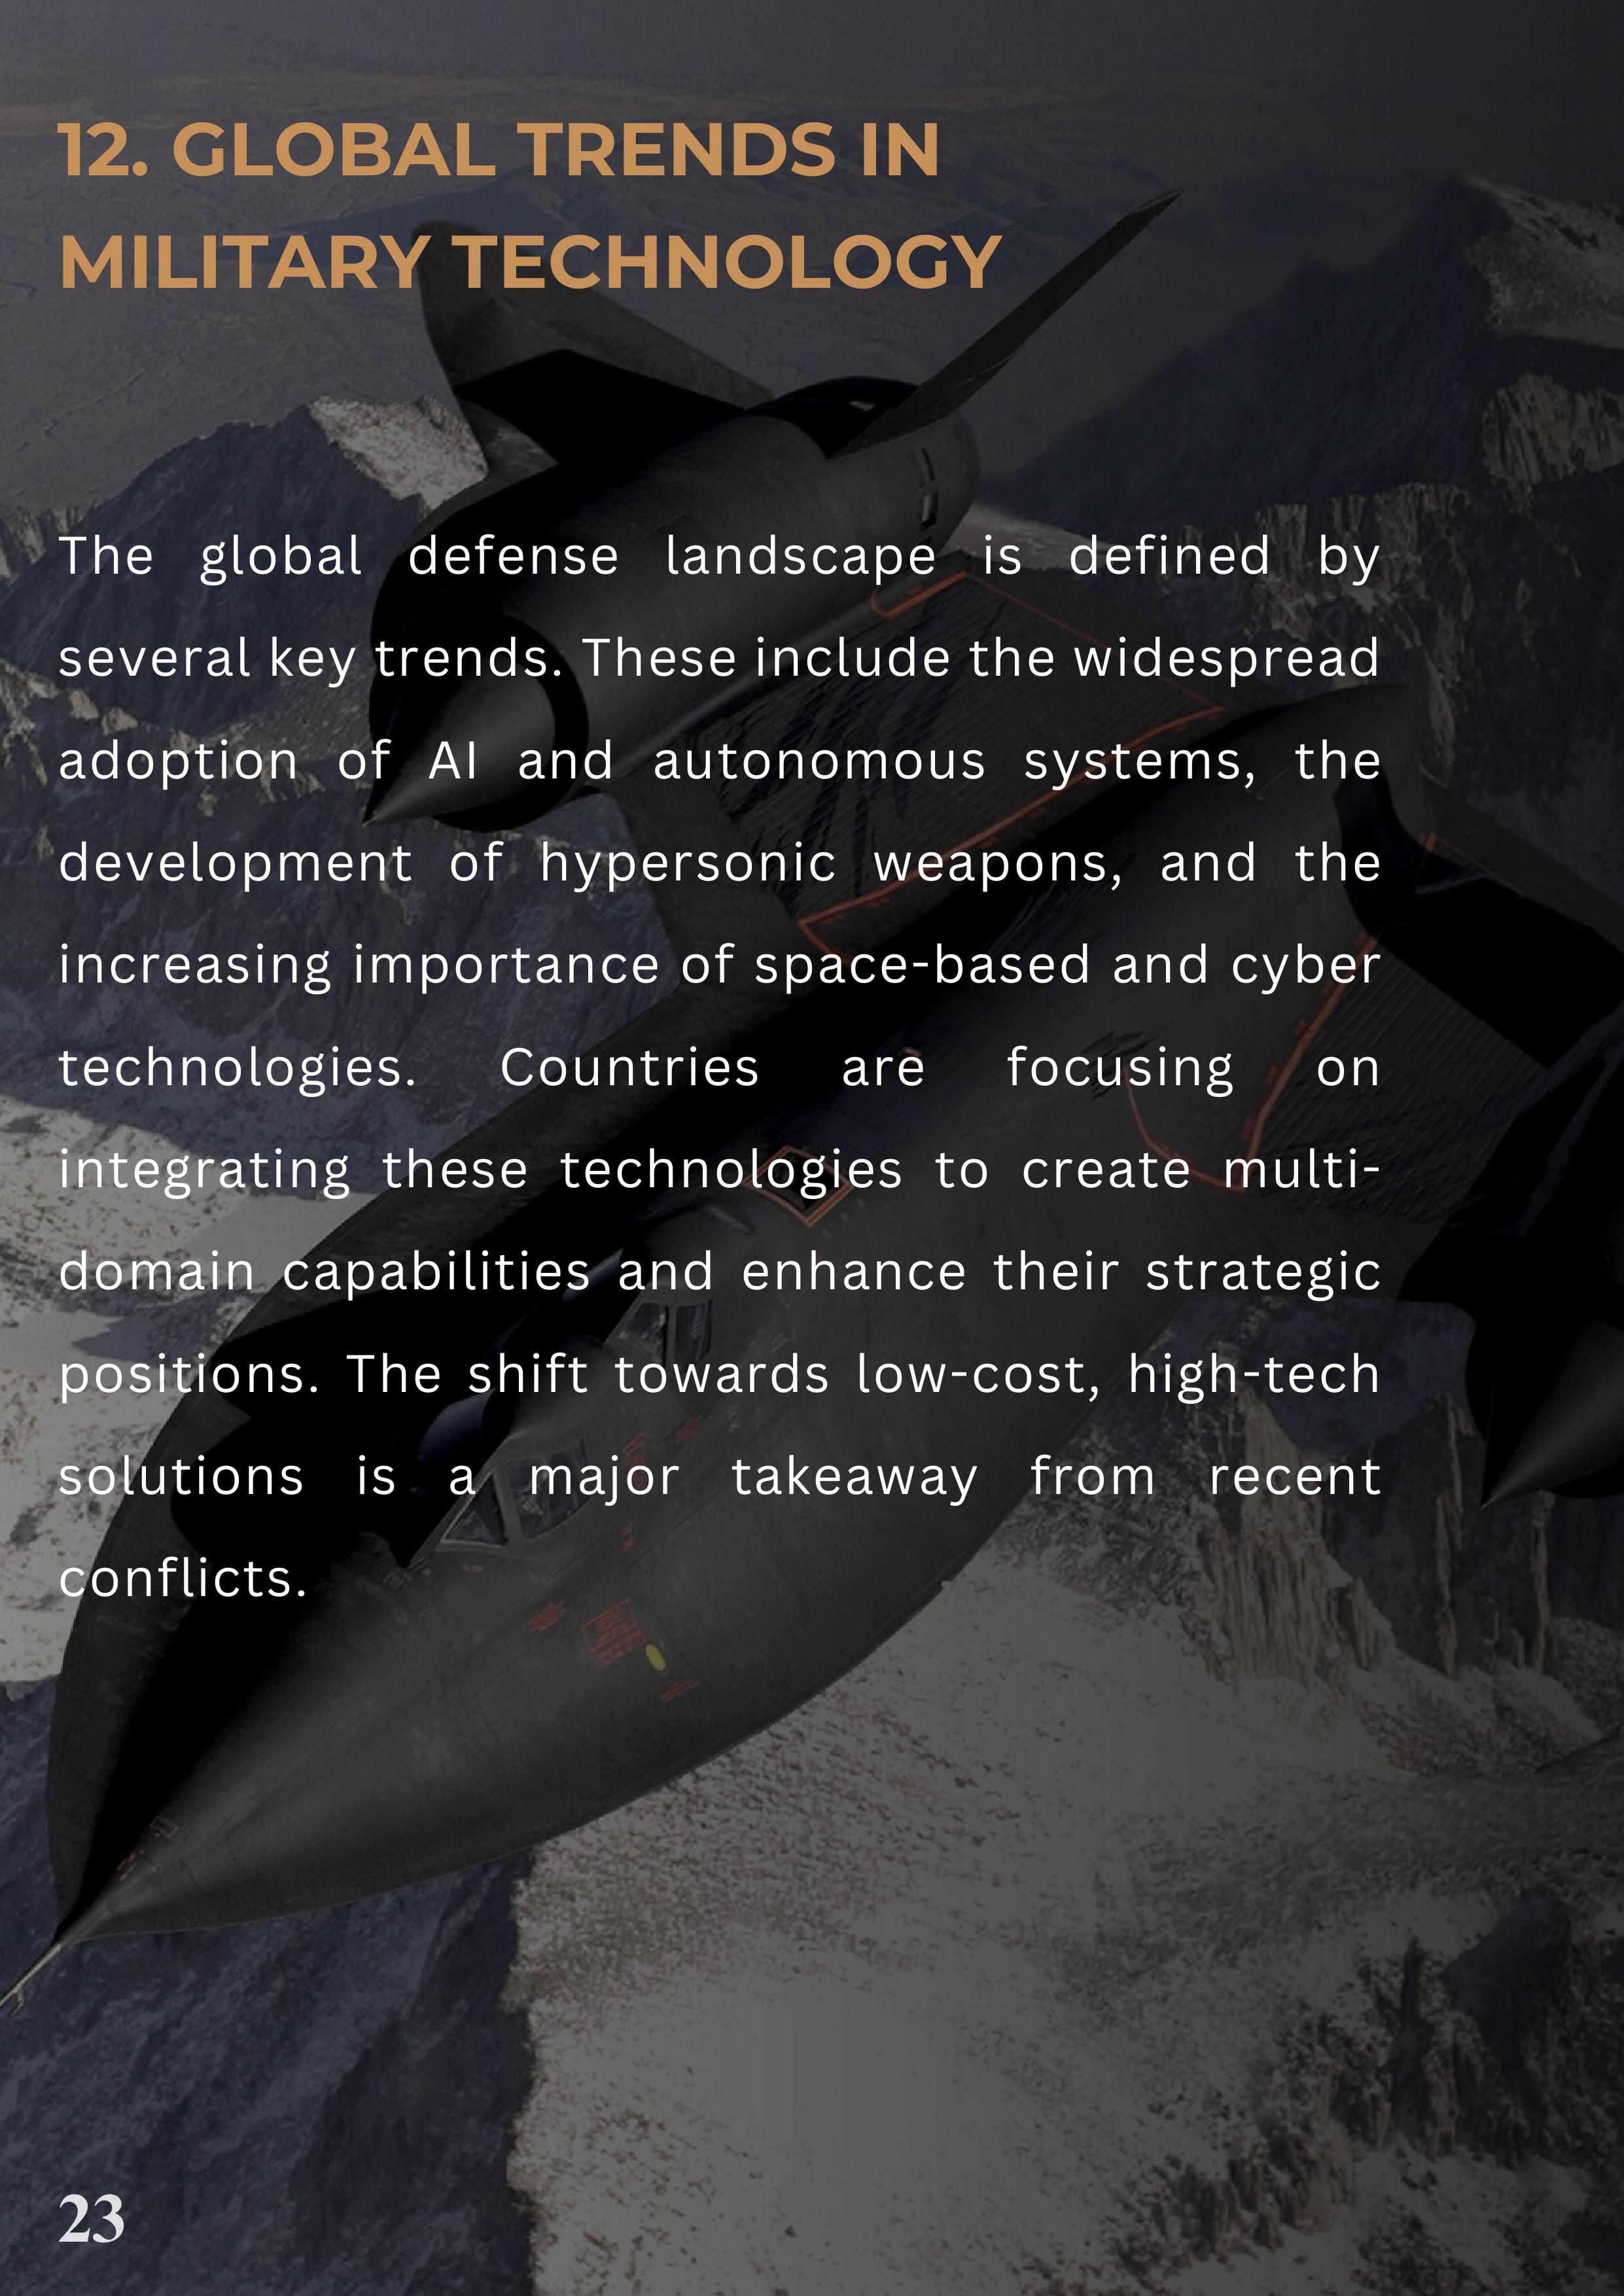 12. GLOBAL TRENDS IN
MILITARY TECHNOLOGY
The global defense landscape is defined by
several key trends. These include the widespread
adoption of AI and autonomous systems, the
development of hypersonic weapons, and the
increasing importance of space-based and cyber
technologies. Countries are focusing on
integrating these technologies to create multi-
domain capabilities and enhance their strategic
positions. The shift towards low-cost, high-tech
solutions is a major takeaway from recent
conflicts.
23